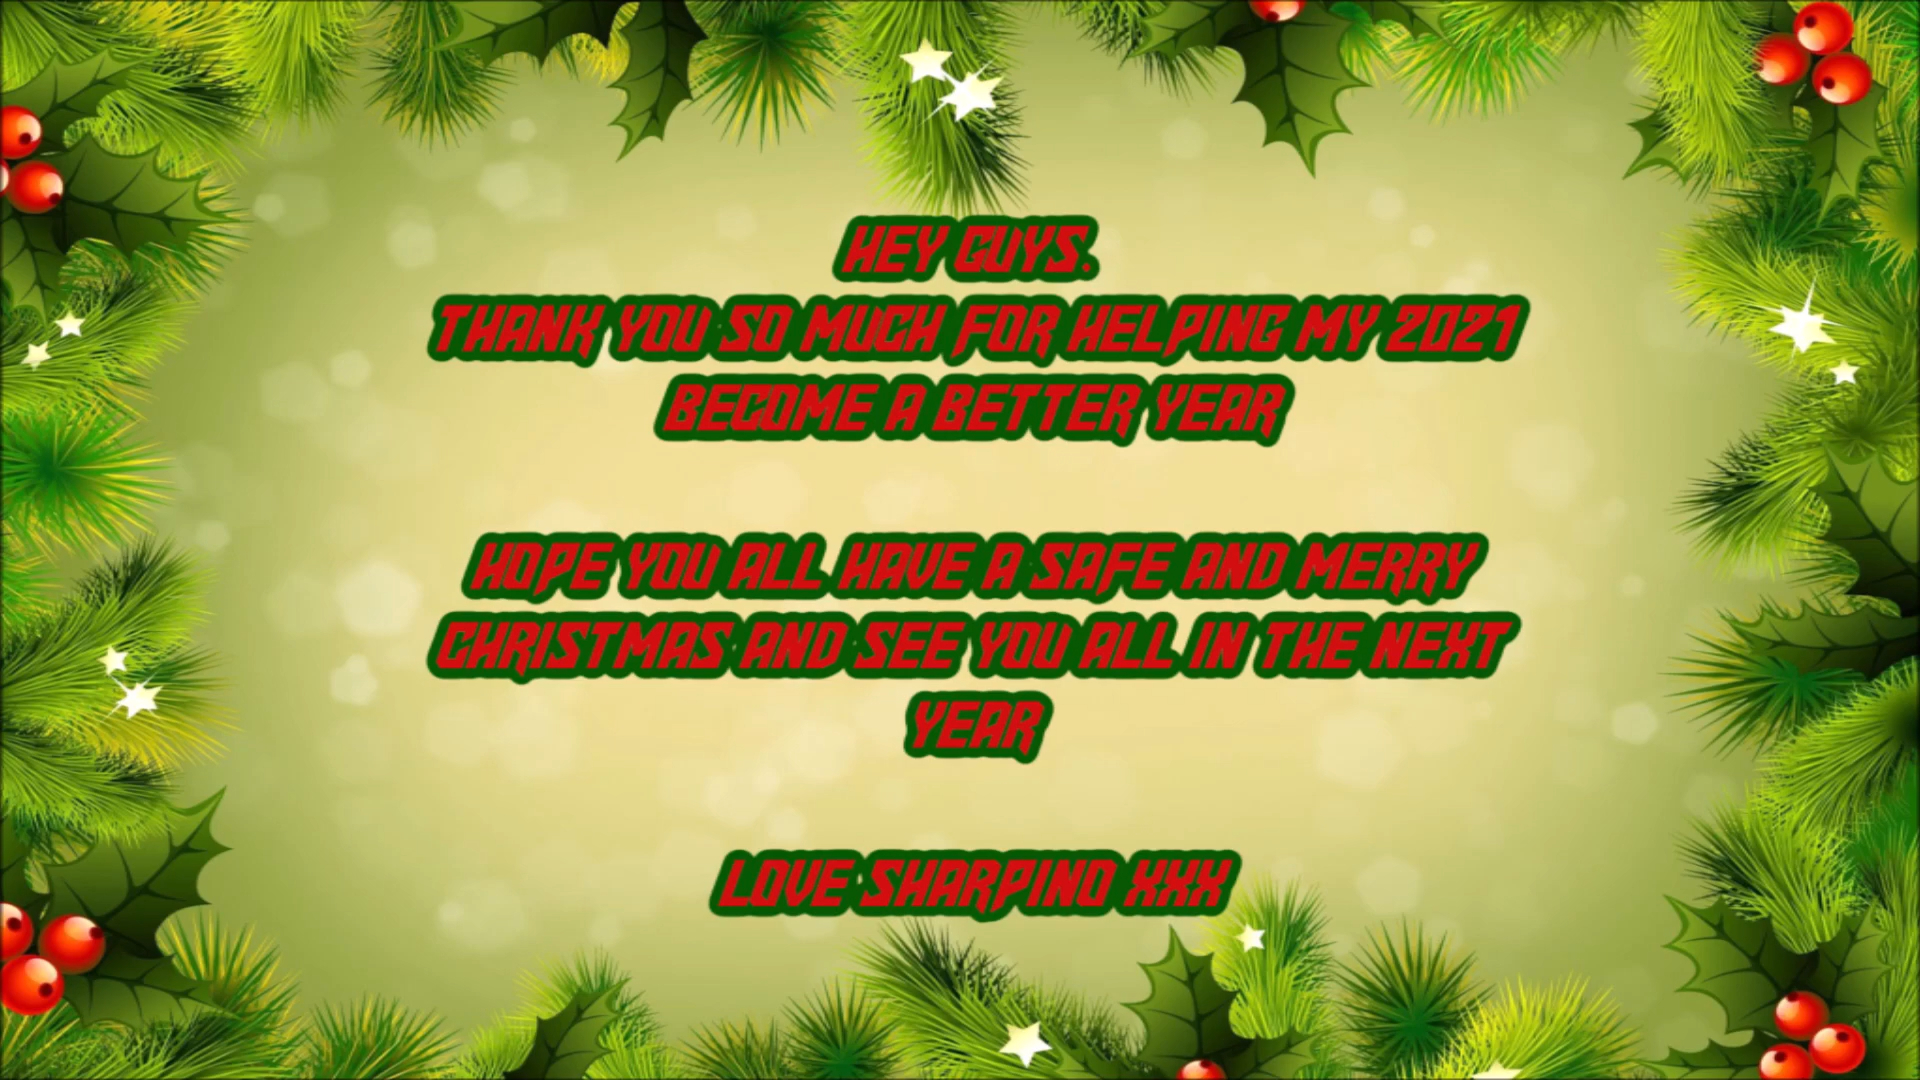 HEY GUYS.
THANK YOU SO MUCH FOR HELPING MY 2021
BECOME A BETTER YEAR
HOPE YOU ALL HAVE A SAFE AND MERRY
CHRISTMAS AND SEE YOU ALL IN THE NEXT
YEAR
LOVE SHARPINO XXX